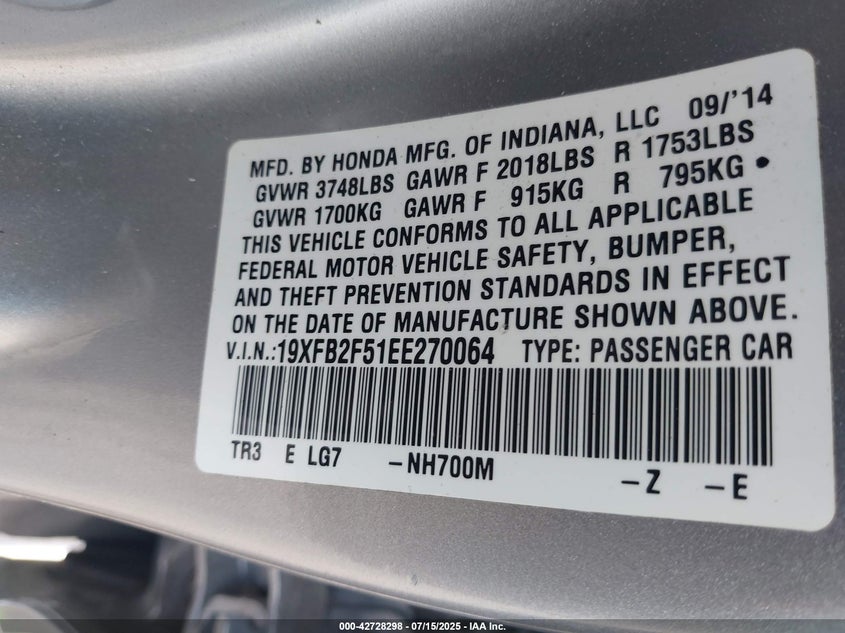 MFD. BY HONDA MFG. OF INDIANA, LLC 09/'14
GVWR 3748LBS GAWR F 2018LBS R 1753LBS
GVWR 1700KG GAWR F 915KG R 795KG •
THIS VEHICLE CONFORMS TO ALL APPLICABLE
FEDERAL MOTOR VEHICLE SAFETY, BUMPER,
AND THEFT PREVENTION STANDARDS IN EFFECT
ON THE DATE OF MANUFACTURE SHOWN ABOVE.
V.I.N.:19XFB2F51EE270064 TYPE: PASSENGER CAR
TR3 E LG7 -NH700M -Z -E
000-42728298 - 07/15/2025 - IAA Inc.